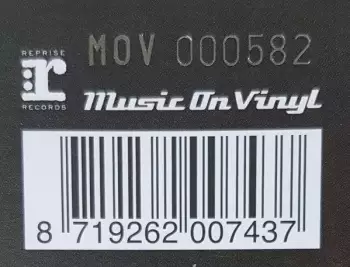 REPRISE
r
RECORDS
MOV 000582
Music On Vinyl
8 719262 007437